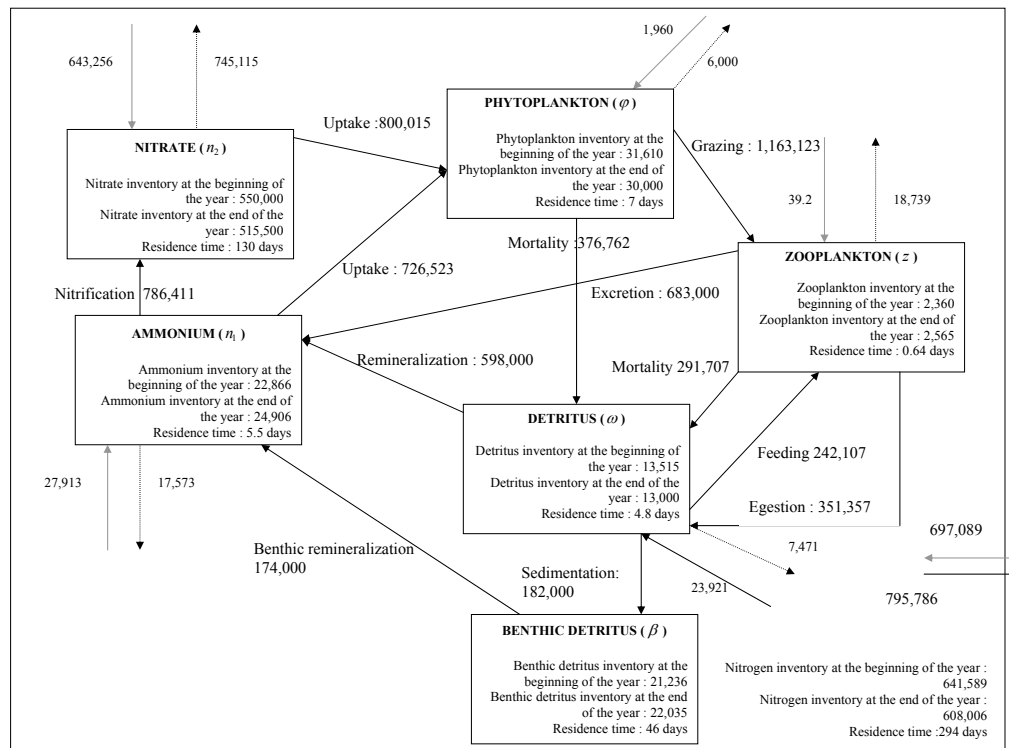 643,256
745,115
1,960
6,000
NITRATE ( n₂ )
Nitrate inventory at the beginning of
the year : 550,000
Nitrate inventory at the end of the
year : 515,500
Residence time : 130 days
Uptake :800,015
PHYTOPLANKTON ( φ )
Phytoplankton inventory at the
beginning of the year : 31,610
Phytoplankton inventory at the end of
the year : 30,000
Residence time : 7 days
Grazing : 1,163,123
39.2
18,739
Mortality :376,762
Uptake : 726,523
Nitrification 786,411
Excretion : 683,000
ZOOPLANKTON ( z )
Zooplankton inventory at the
beginning of the year : 2,360
Zooplankton inventory at the end of
the year : 2,565
Residence time : 0.64 days
AMMONIUM ( n₁ )
Ammonium inventory at the
beginning of the year : 22,866
Ammonium inventory at the end of
the year : 24,906
Residence time : 5.5 days
Remineralization : 598,000
Mortality 291,707
DETRITUS ( ω )
Detritus inventory at the beginning of
the year : 13,515
Detritus inventory at the end of the
year : 13,000
Residence time : 4.8 days
Feeding 242,107
Egestion : 351,357
27,913
17,573
7,471
697,089
Benthic remineralization
174,000
Sedimentation:
182,000
23,921
795,786
BENTHIC DETRITUS ( β )
Benthic detritus inventory at the
beginning of the year : 21,236
Benthic detritus inventory at the end
of the year : 22,035
Residence time : 46 days
Nitrogen inventory at the beginning of the year :
641,589
Nitrogen inventory at the end of the year :
608,006
Residence time :294 days